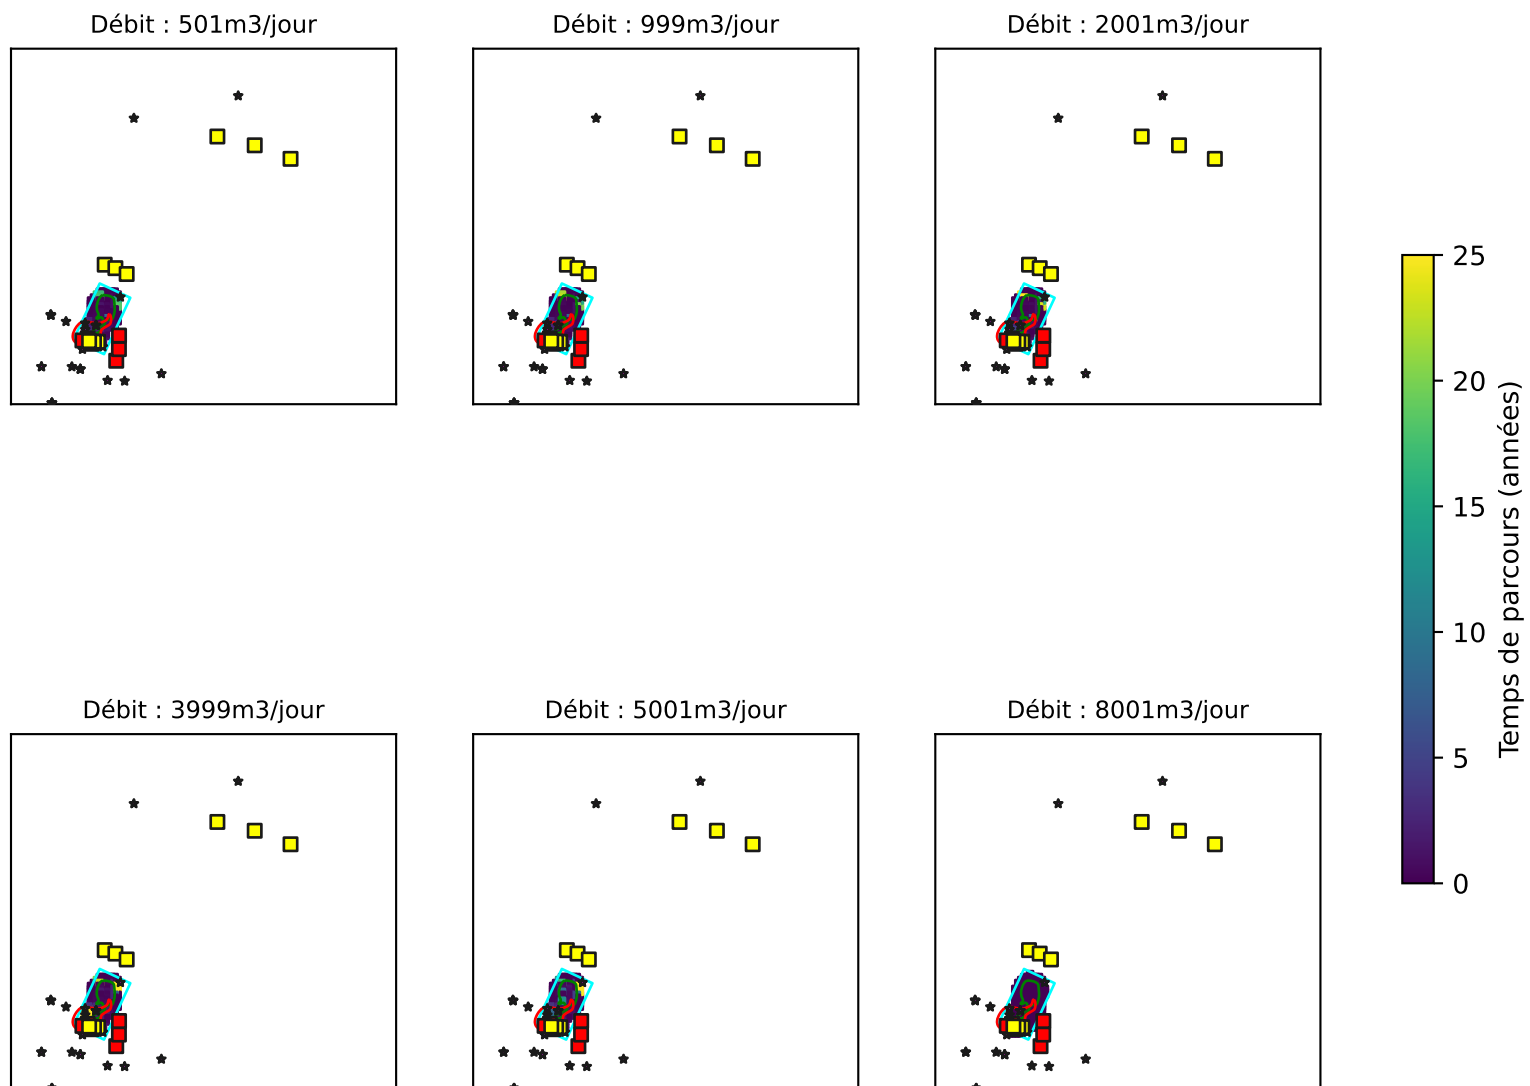 Débit : 501m3/jour
Débit : 999m3/jour
Débit : 2001m3/jour
25
20
15
10
5
0
Temps de parcours (années)
Débit : 3999m3/jour
Débit : 5001m3/jour
Débit : 8001m3/jour